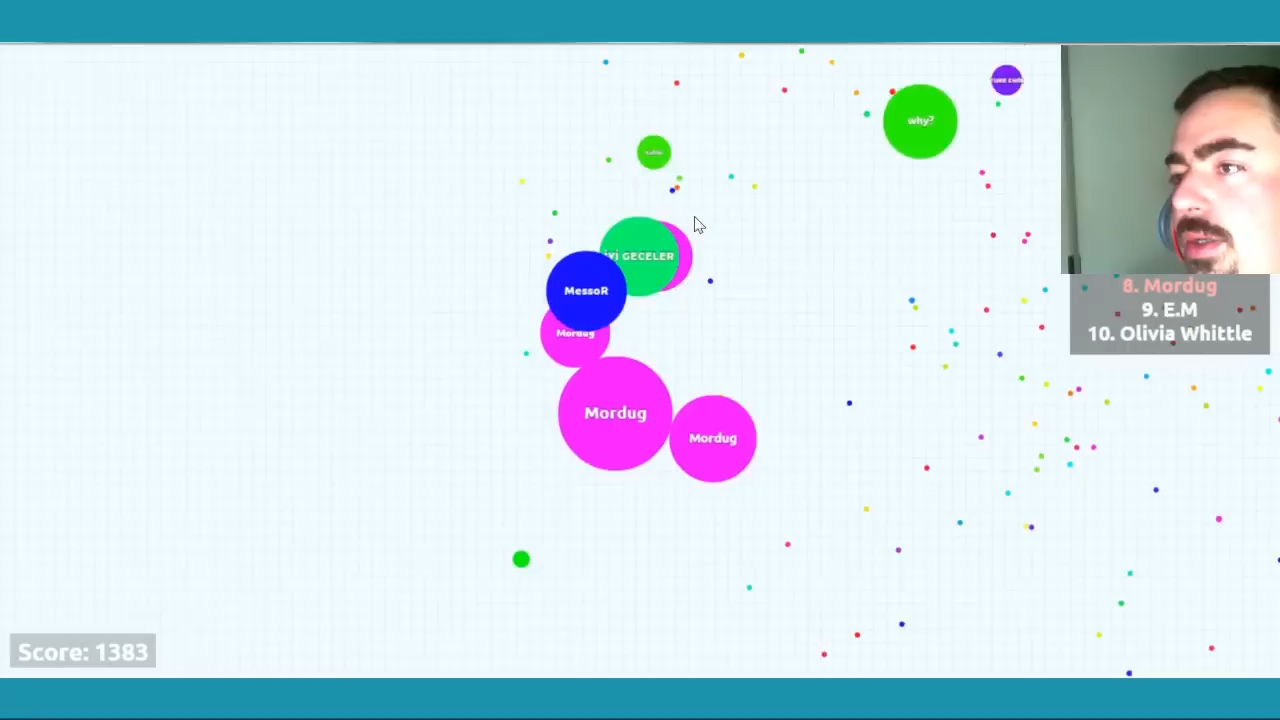 why?
iyi GECELER
MessoR
8. Mordug
9. E.M
10. Olivia Whittle
Mordug
Mordug
Mordug
Score: 1383